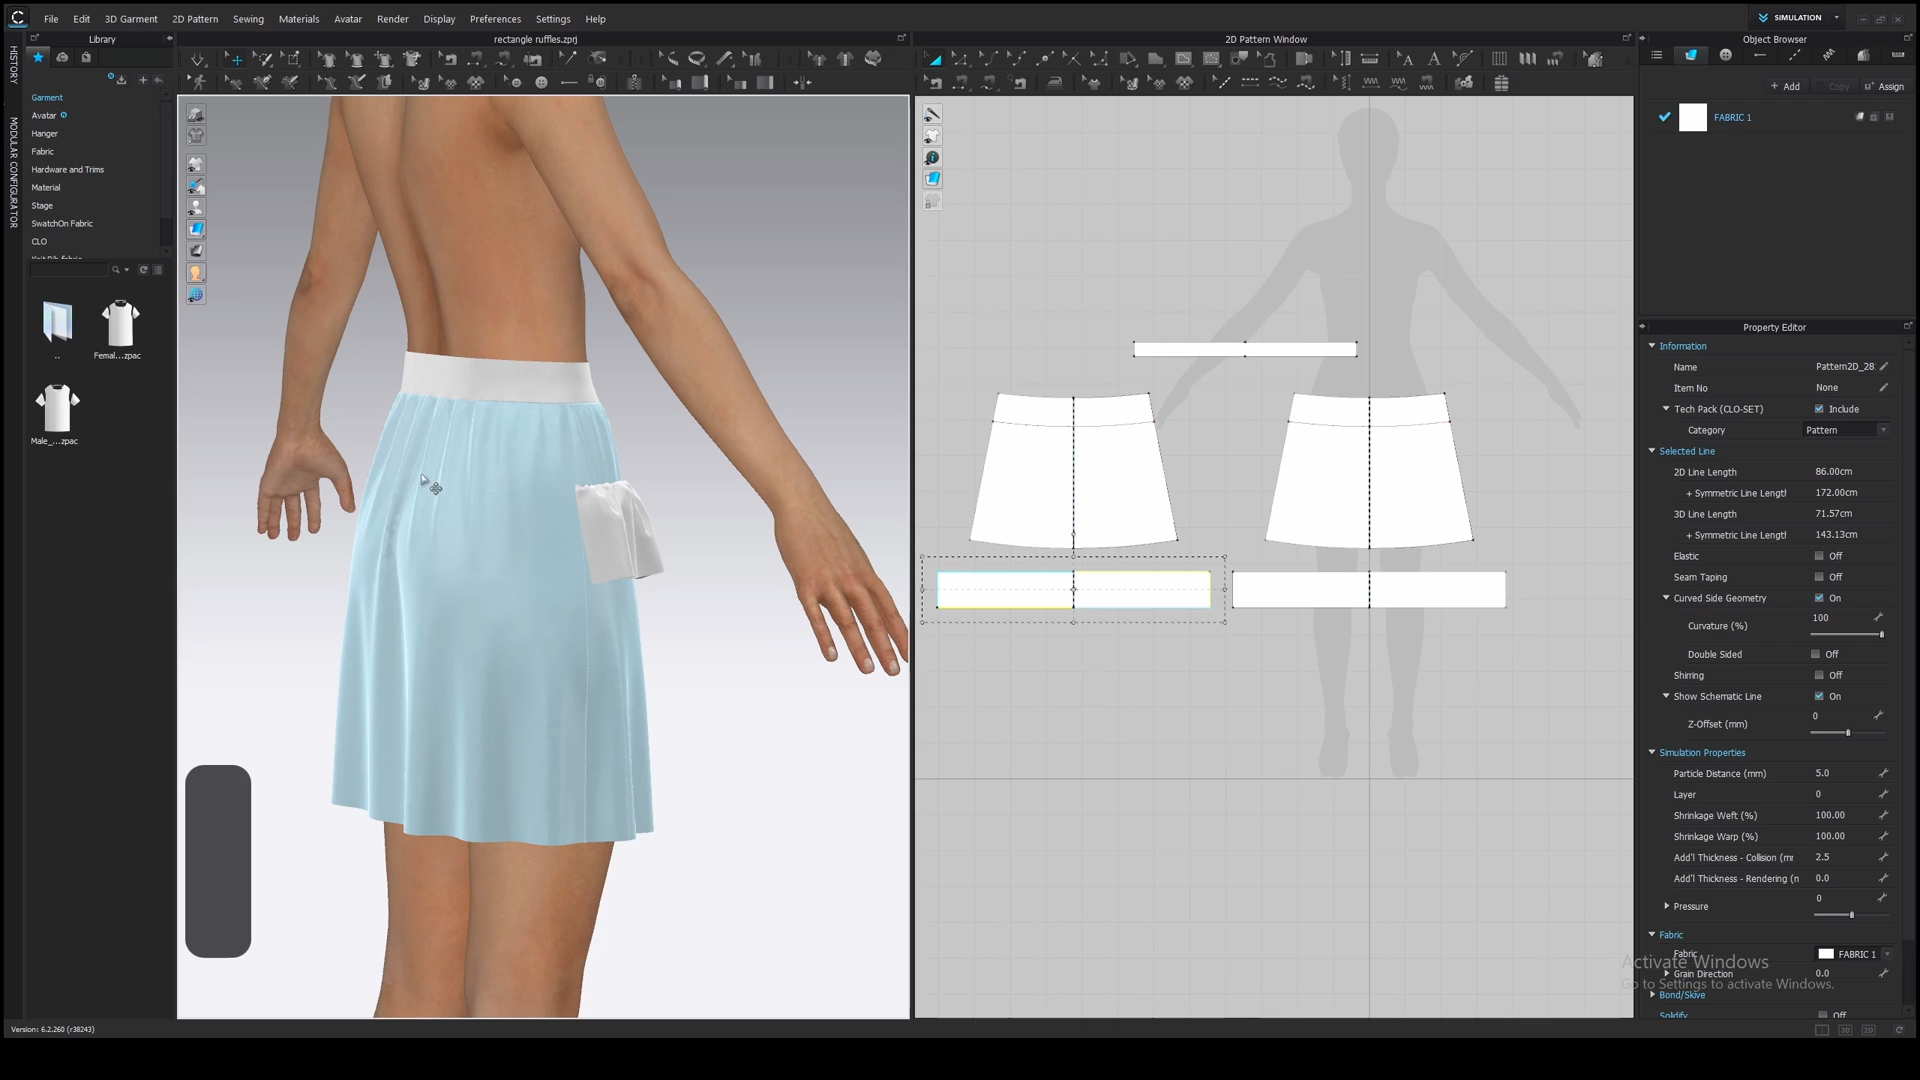 File Edit 3D Garment 2D Pattern Sewing Materials Avatar Render Display Preferences Settings Help
SIMULATION
Library
rectangle ruffles.zprj
2D Pattern Window
Object Browser
HISTORY
MODULAR CONFIGURATOR
Garment
Avatar
Hanger
Fabric
Hardware and Trims
Material
Stage
SwatchOn Fabric
CLO
Knit Rib fabric
..
Femal...zpac
Male_...zpac
+ Add
Copy
Assign
FABRIC 1
Property Editor
Information
Name Pattern2D_28
Item No None
Tech Pack (CLO-SET) Include
Category Pattern
Selected Line
2D Line Length 86.00cm
+ Symmetric Line Lengtl 172.00cm
3D Line Length 71.57cm
+ Symmetric Line Lengtl 143.13cm
Elastic Off
Seam Taping Off
Curved Side Geometry On
Curvature (%) 100
Double Sided Off
Shirring Off
Show Schematic Line On
Z-Offset (mm) 0
Simulation Properties
Particle Distance (mm) 5.0
Layer 0
Shrinkage Weft (%) 100.00
Shrinkage Warp (%) 100.00
Add'l Thickness - Collision (mr 2.5
Add'l Thickness - Rendering (n 0.0
Pressure 0
Fabric
Fabric FABRIC 1
Grain Direction 0.0
Bond/Skive
Solidify Off
Activate Windows
Go to Settings to activate Windows.
Version: 6.2.260 (r38243)
3D
2D